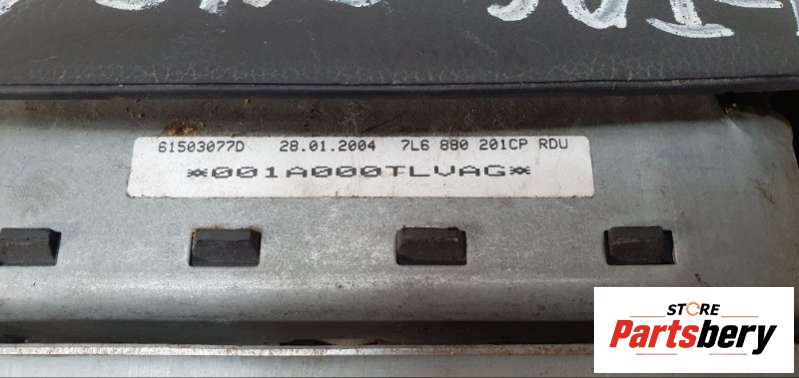 61503077D 28.01.2004 7L6 880 201CP RDU
*001A000TLVAG*
STORE
Partsbery